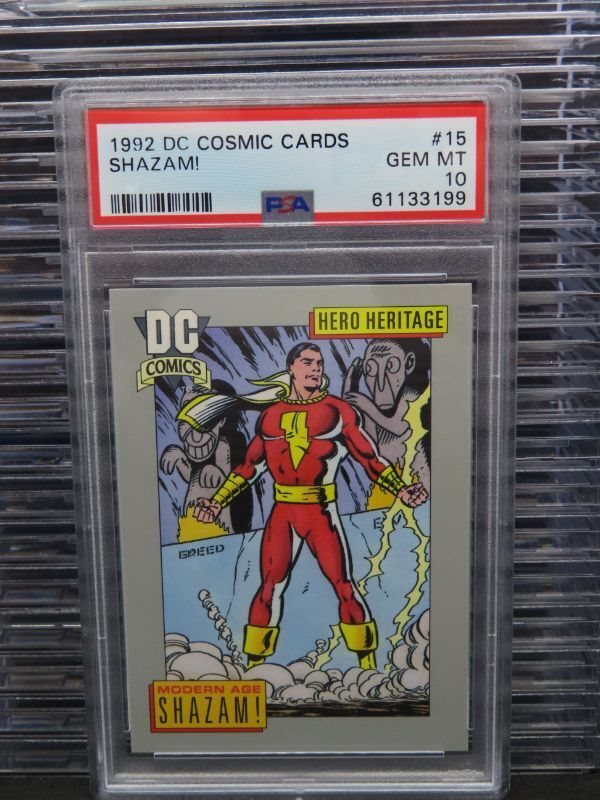 1992 DC COSMIC CARDS
SHAZAM!
#15
GEM MT
10
61133199
PSA
DC
COMICS
HERO HERITAGE
GREED
MODERN AGE
SHAZAM!